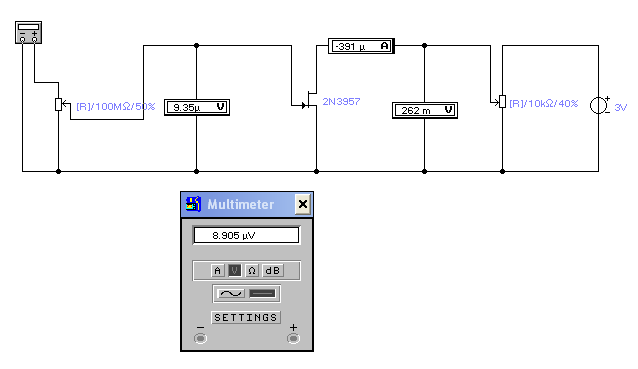 -391 µ A
[R]/100MΩ/50%
9.35µ V
2N3957
262 m V
[R]/10kΩ/40%
3V
Multimeter
8.905 µV
A V Ω dB
SETTINGS